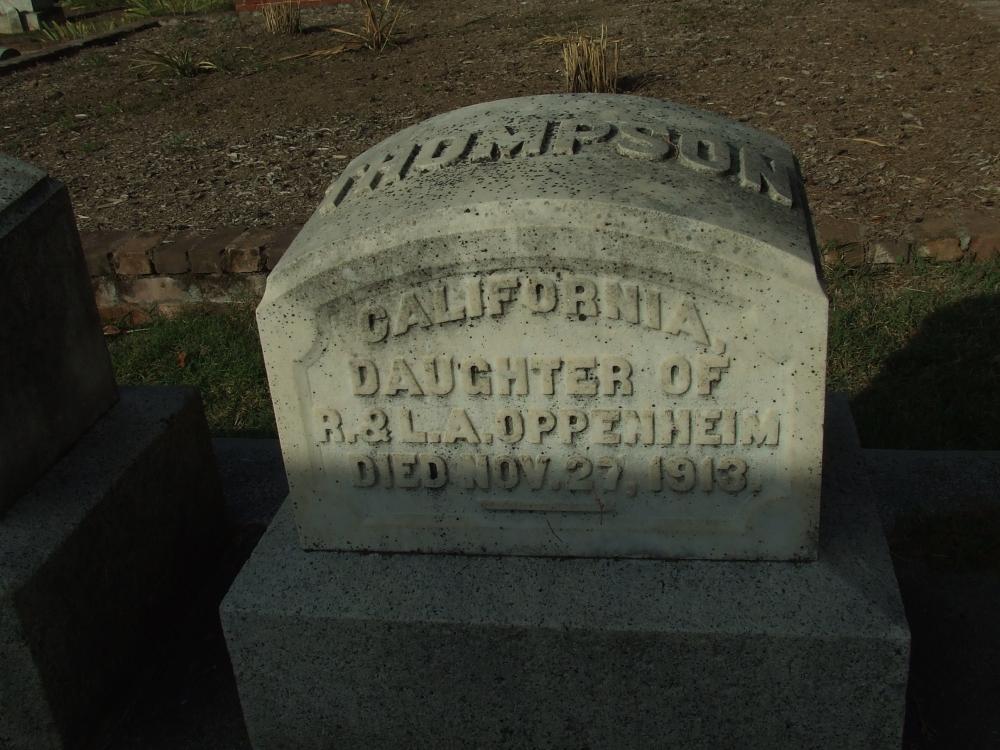 THOMPSON
CALIFORNIA,
DAUGHTER OF
R. & L. A. OPPENHEIM
DIED NOV. 27, 1913.